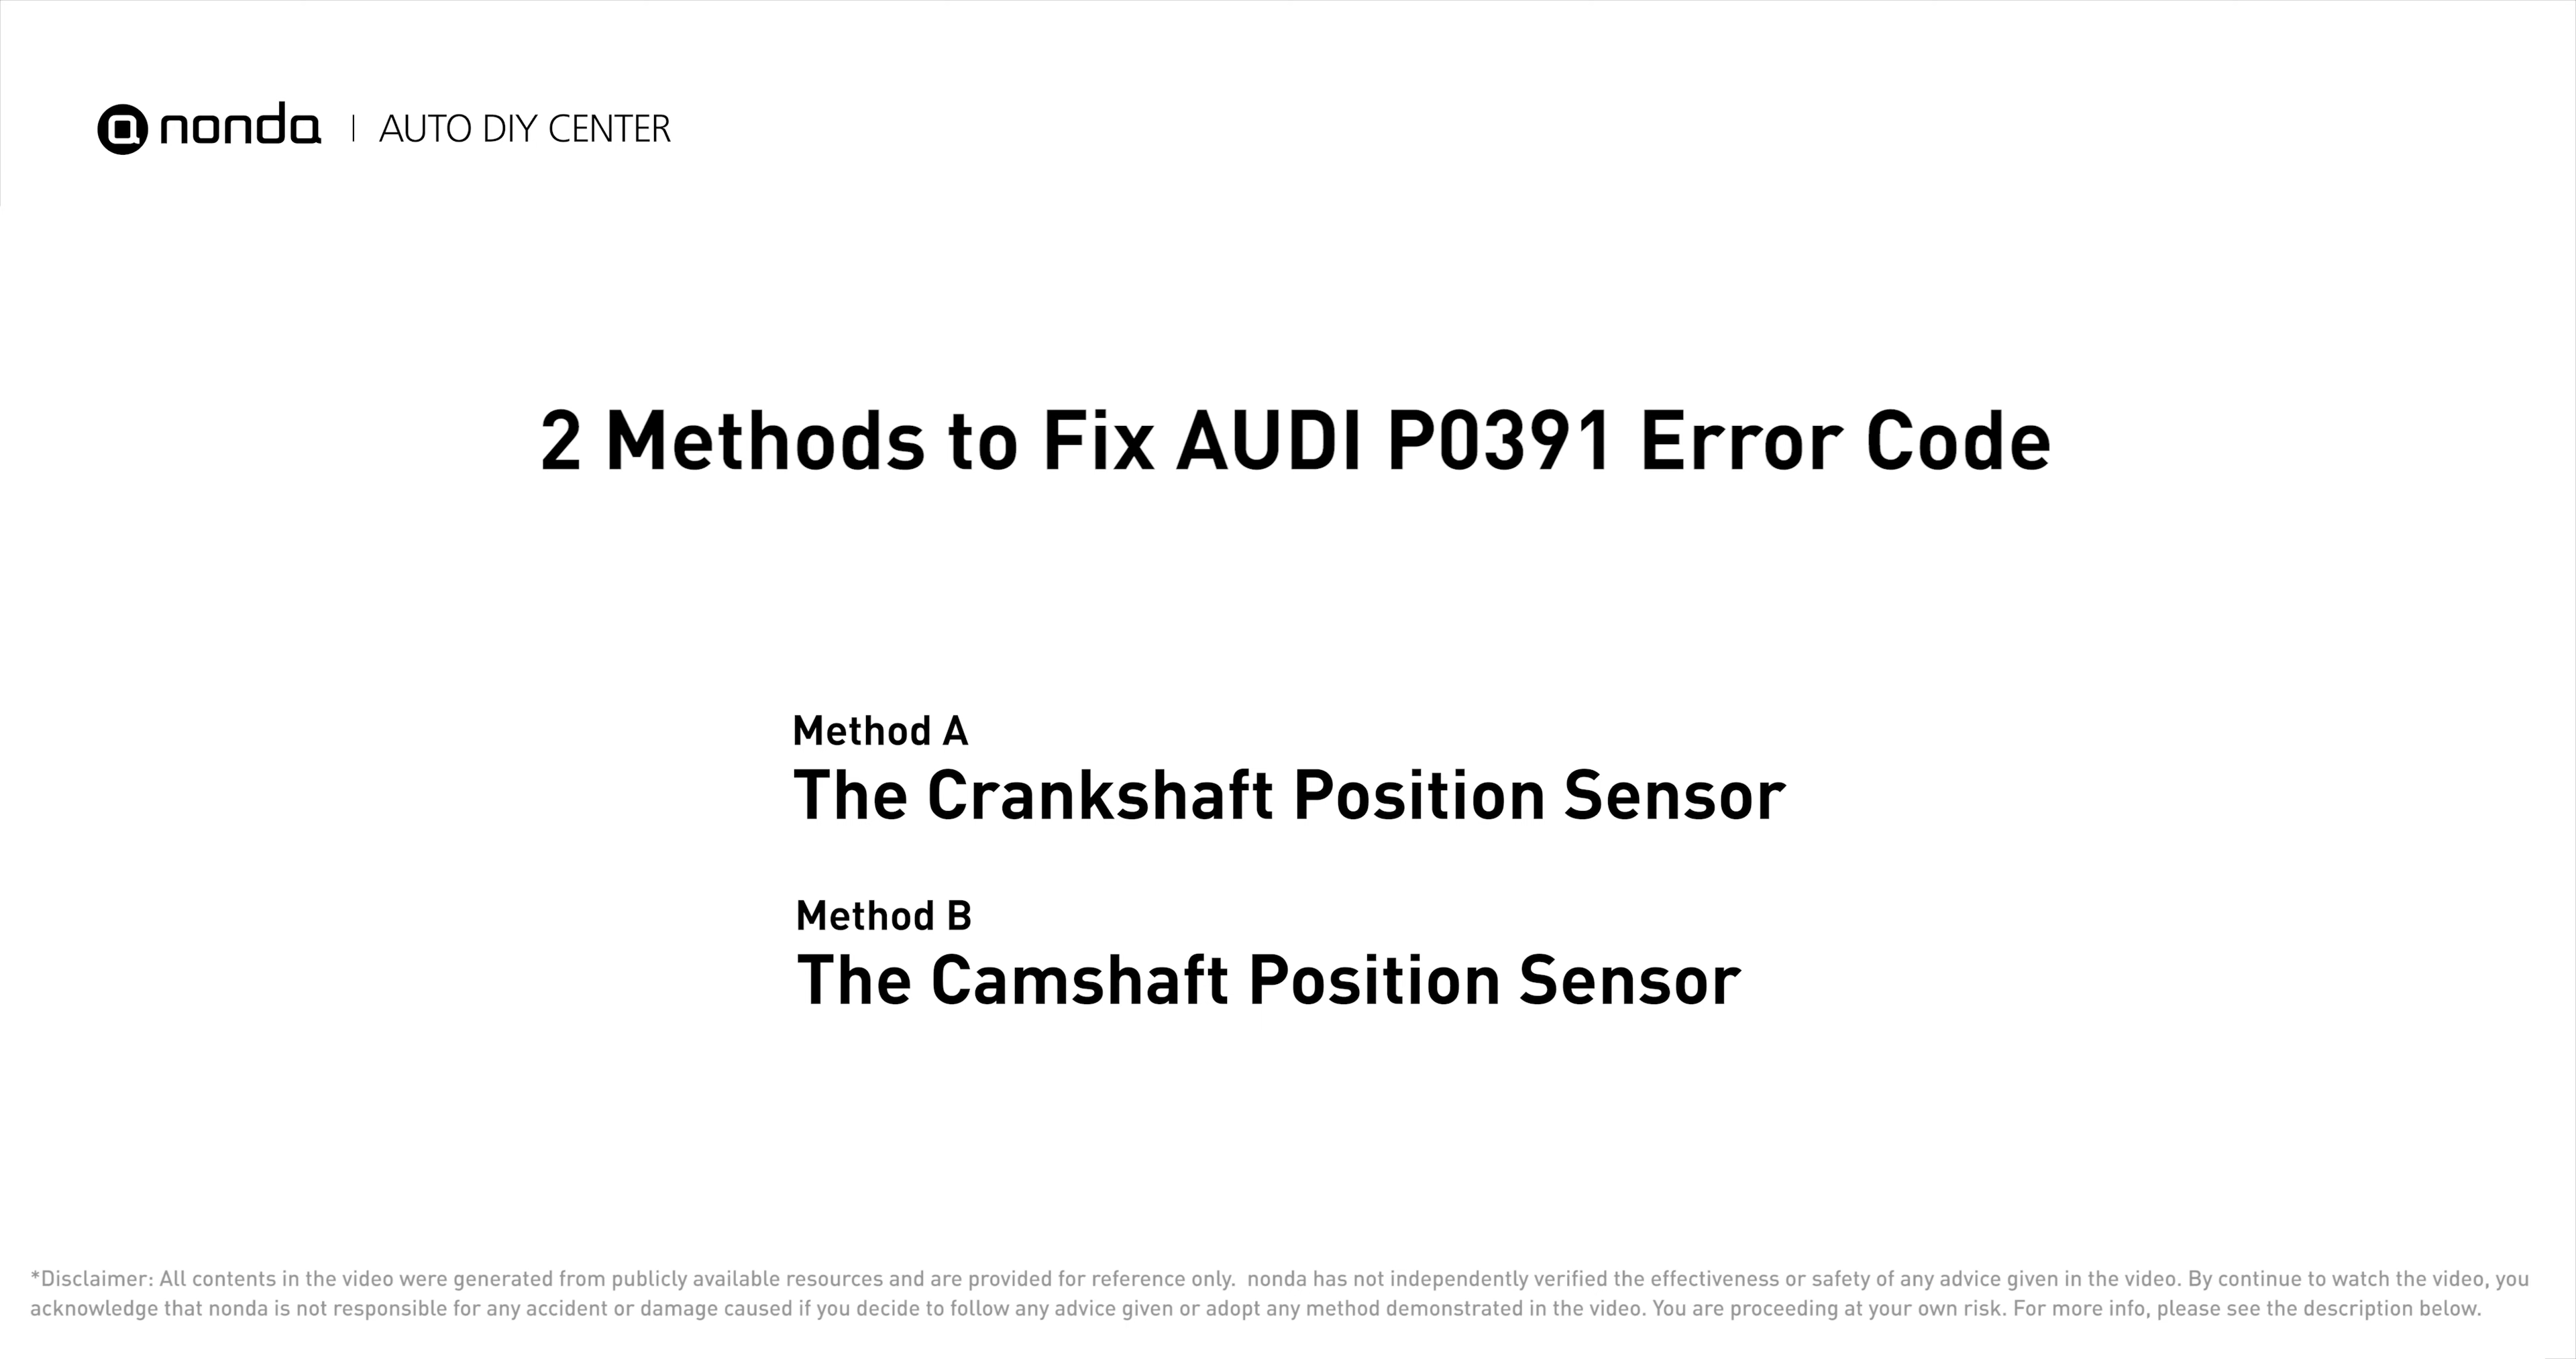 nonda | AUTO DIY CENTER
2 Methods to Fix AUDI P0391 Error Code
Method A
The Crankshaft Position Sensor
Method B
The Camshaft Position Sensor
*Disclaimer: All contents in the video were generated from publicly available resources and are provided for reference only. nonda has not independently verified the effectiveness or safety of any advice given in the video. By continue to watch the video, you
acknowledge that nonda is not responsible for any accident or damage caused if you decide to follow any advice given or adopt any method demonstrated in the video. You are proceeding at your own risk. For more info, please see the description below.